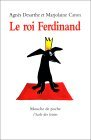 Agnès Desarthe et Marjolaine Caron
Le roi Ferdinand
Mouche de poche
l'école des loisirs